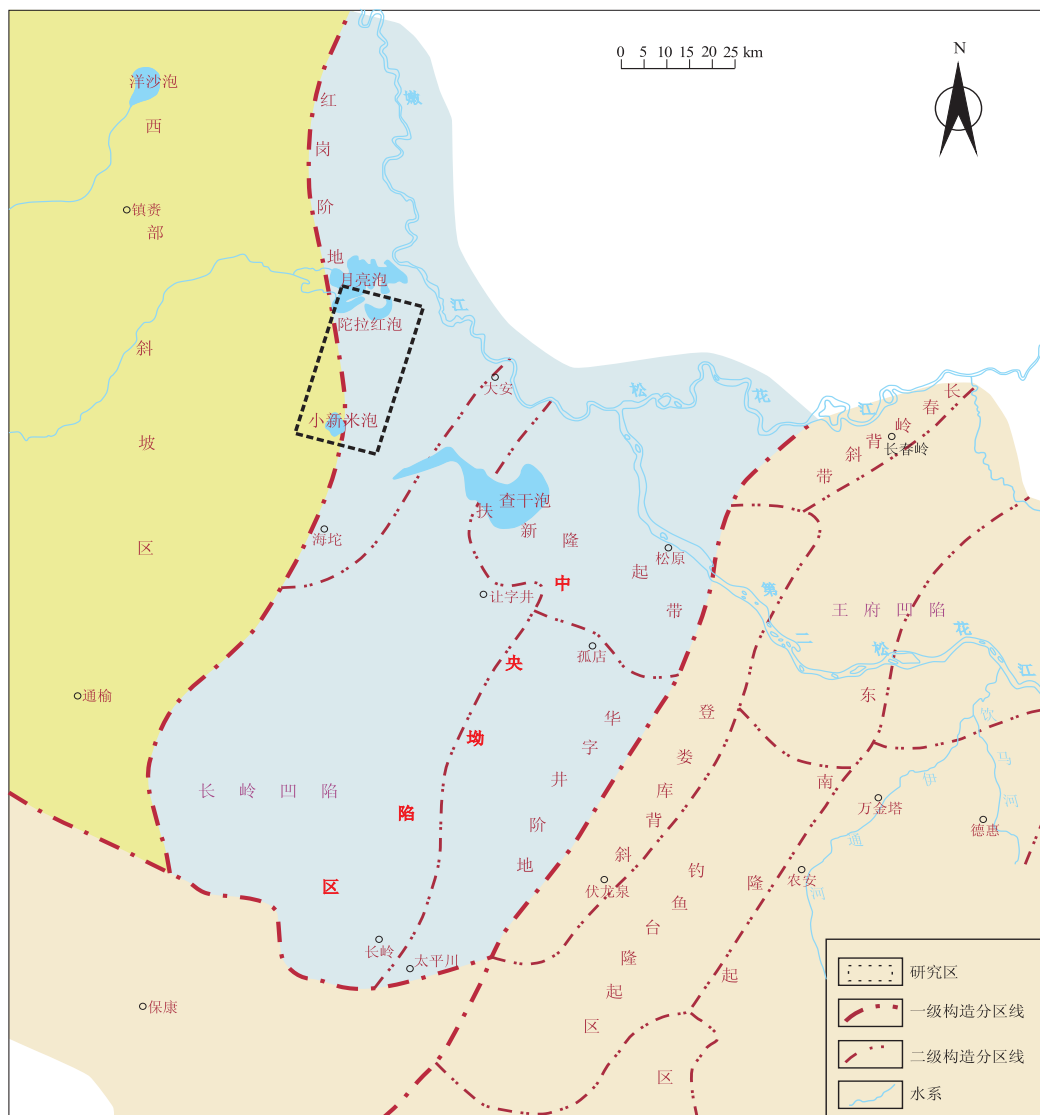 0 5 10 15 20 25 km
N
洋沙泡
西部斜坡区
镇赉
红岗阶地
嫩江
月亮泡
陀拉红泡
小新米泡
大安
松花江
长春岭背斜带
长春岭
查干泡
扶新隆起带
海坨
松原
让字井
中央坳陷区
孤店
第二松花江
王府凹陷
通榆
华字井阶地
登娄库背斜
东南隆起区
饮马河
伊通河
长岭凹陷
万金塔
德惠
钓鱼台隆起区
伏龙泉
农安
长岭
太平川
保康
研究区
一级构造分区线
二级构造分区线
水系